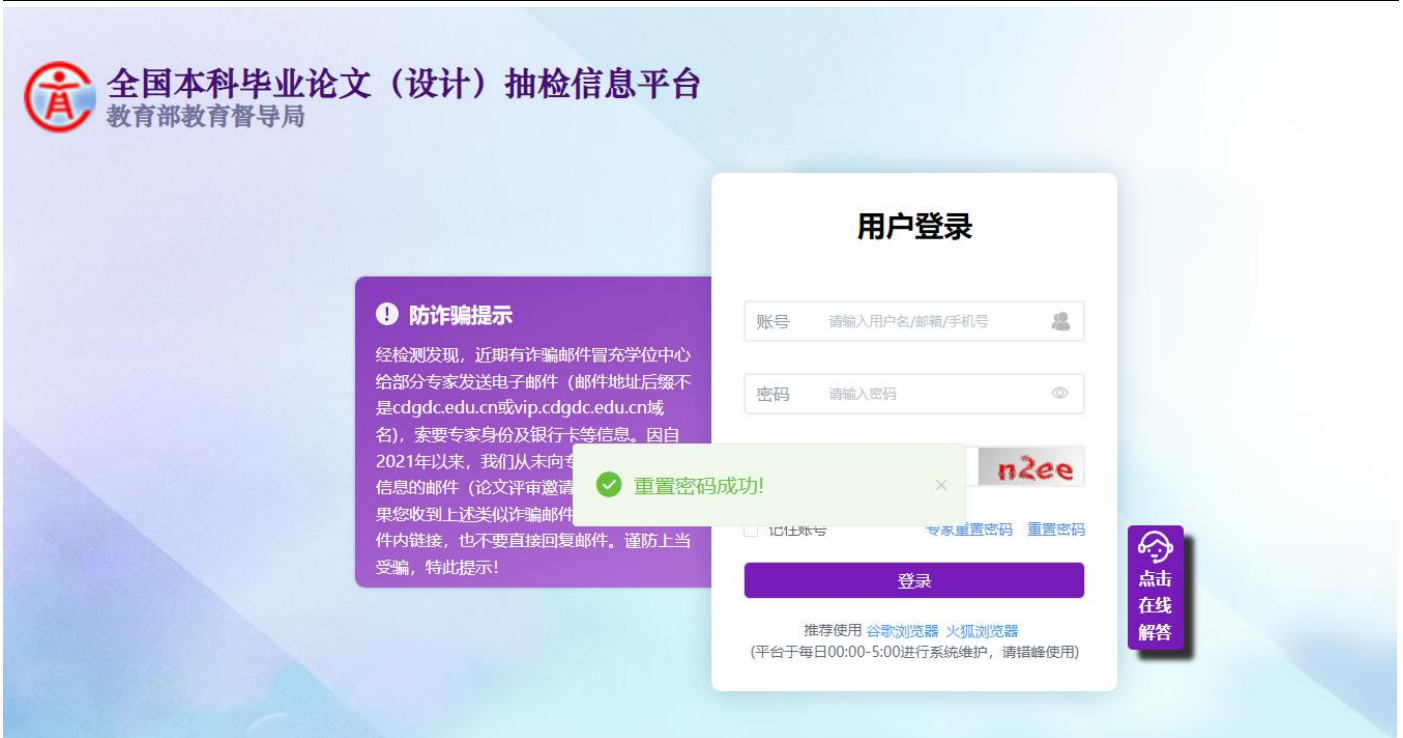 全国本科毕业论文（设计）抽检信息平台
教育部教育督导局
用户登录
防诈骗提示
经检测发现，近期有诈骗邮件冒充学位中心
给部分专家发送电子邮件（邮件地址后缀不
是cdgdc.edu.cn或vip.cdgdc.edu.cn域
名），索要专家身份及银行卡等信息。因自
2021年以来，我们从未向
信息的邮件（论文评审邀请
果您收到上述类似诈骗邮件
件内链接，也不要直接回复邮件。谨防上当
受骗，特此提示！
账号 请输入用户名/邮箱/手机号
密码 请输入密码
n2ee
重置密码成功!
记住账号 专家重置密码 重置密码
登录
推荐使用 谷歌浏览器 火狐浏览器
(平台于每日00:00-5:00进行系统维护，请错峰使用)
点击
在线
解答